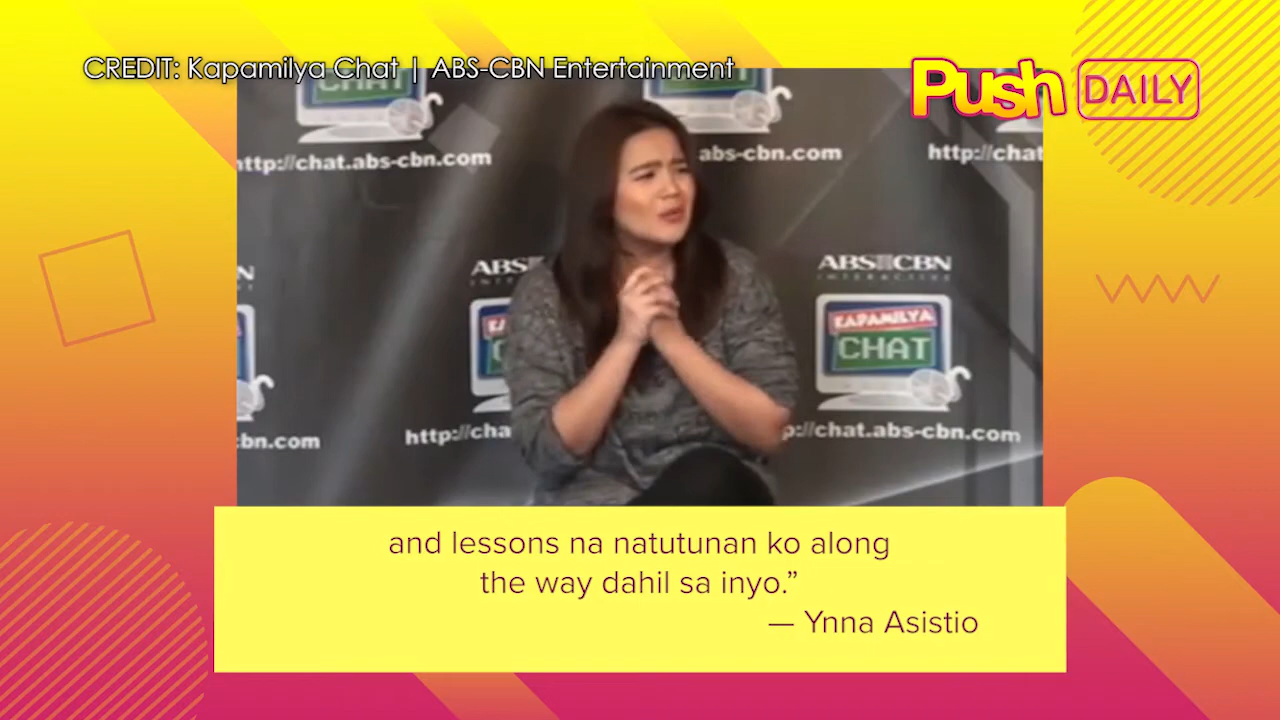 CREDIT: Kapamilya Chat | ABS-CBN Entertainment
Push DAILY
CHAT
http://chat.abs-cbn.com
abs-cbn.com
http://chat
ABS-CBN
INTERACTIVE
KAPAMILYA
CHAT
cbn.com
http://cha
p://chat.abs-cbn.com
and lessons na natutunan ko along
the way dahil sa inyo.”
— Ynna Asistio